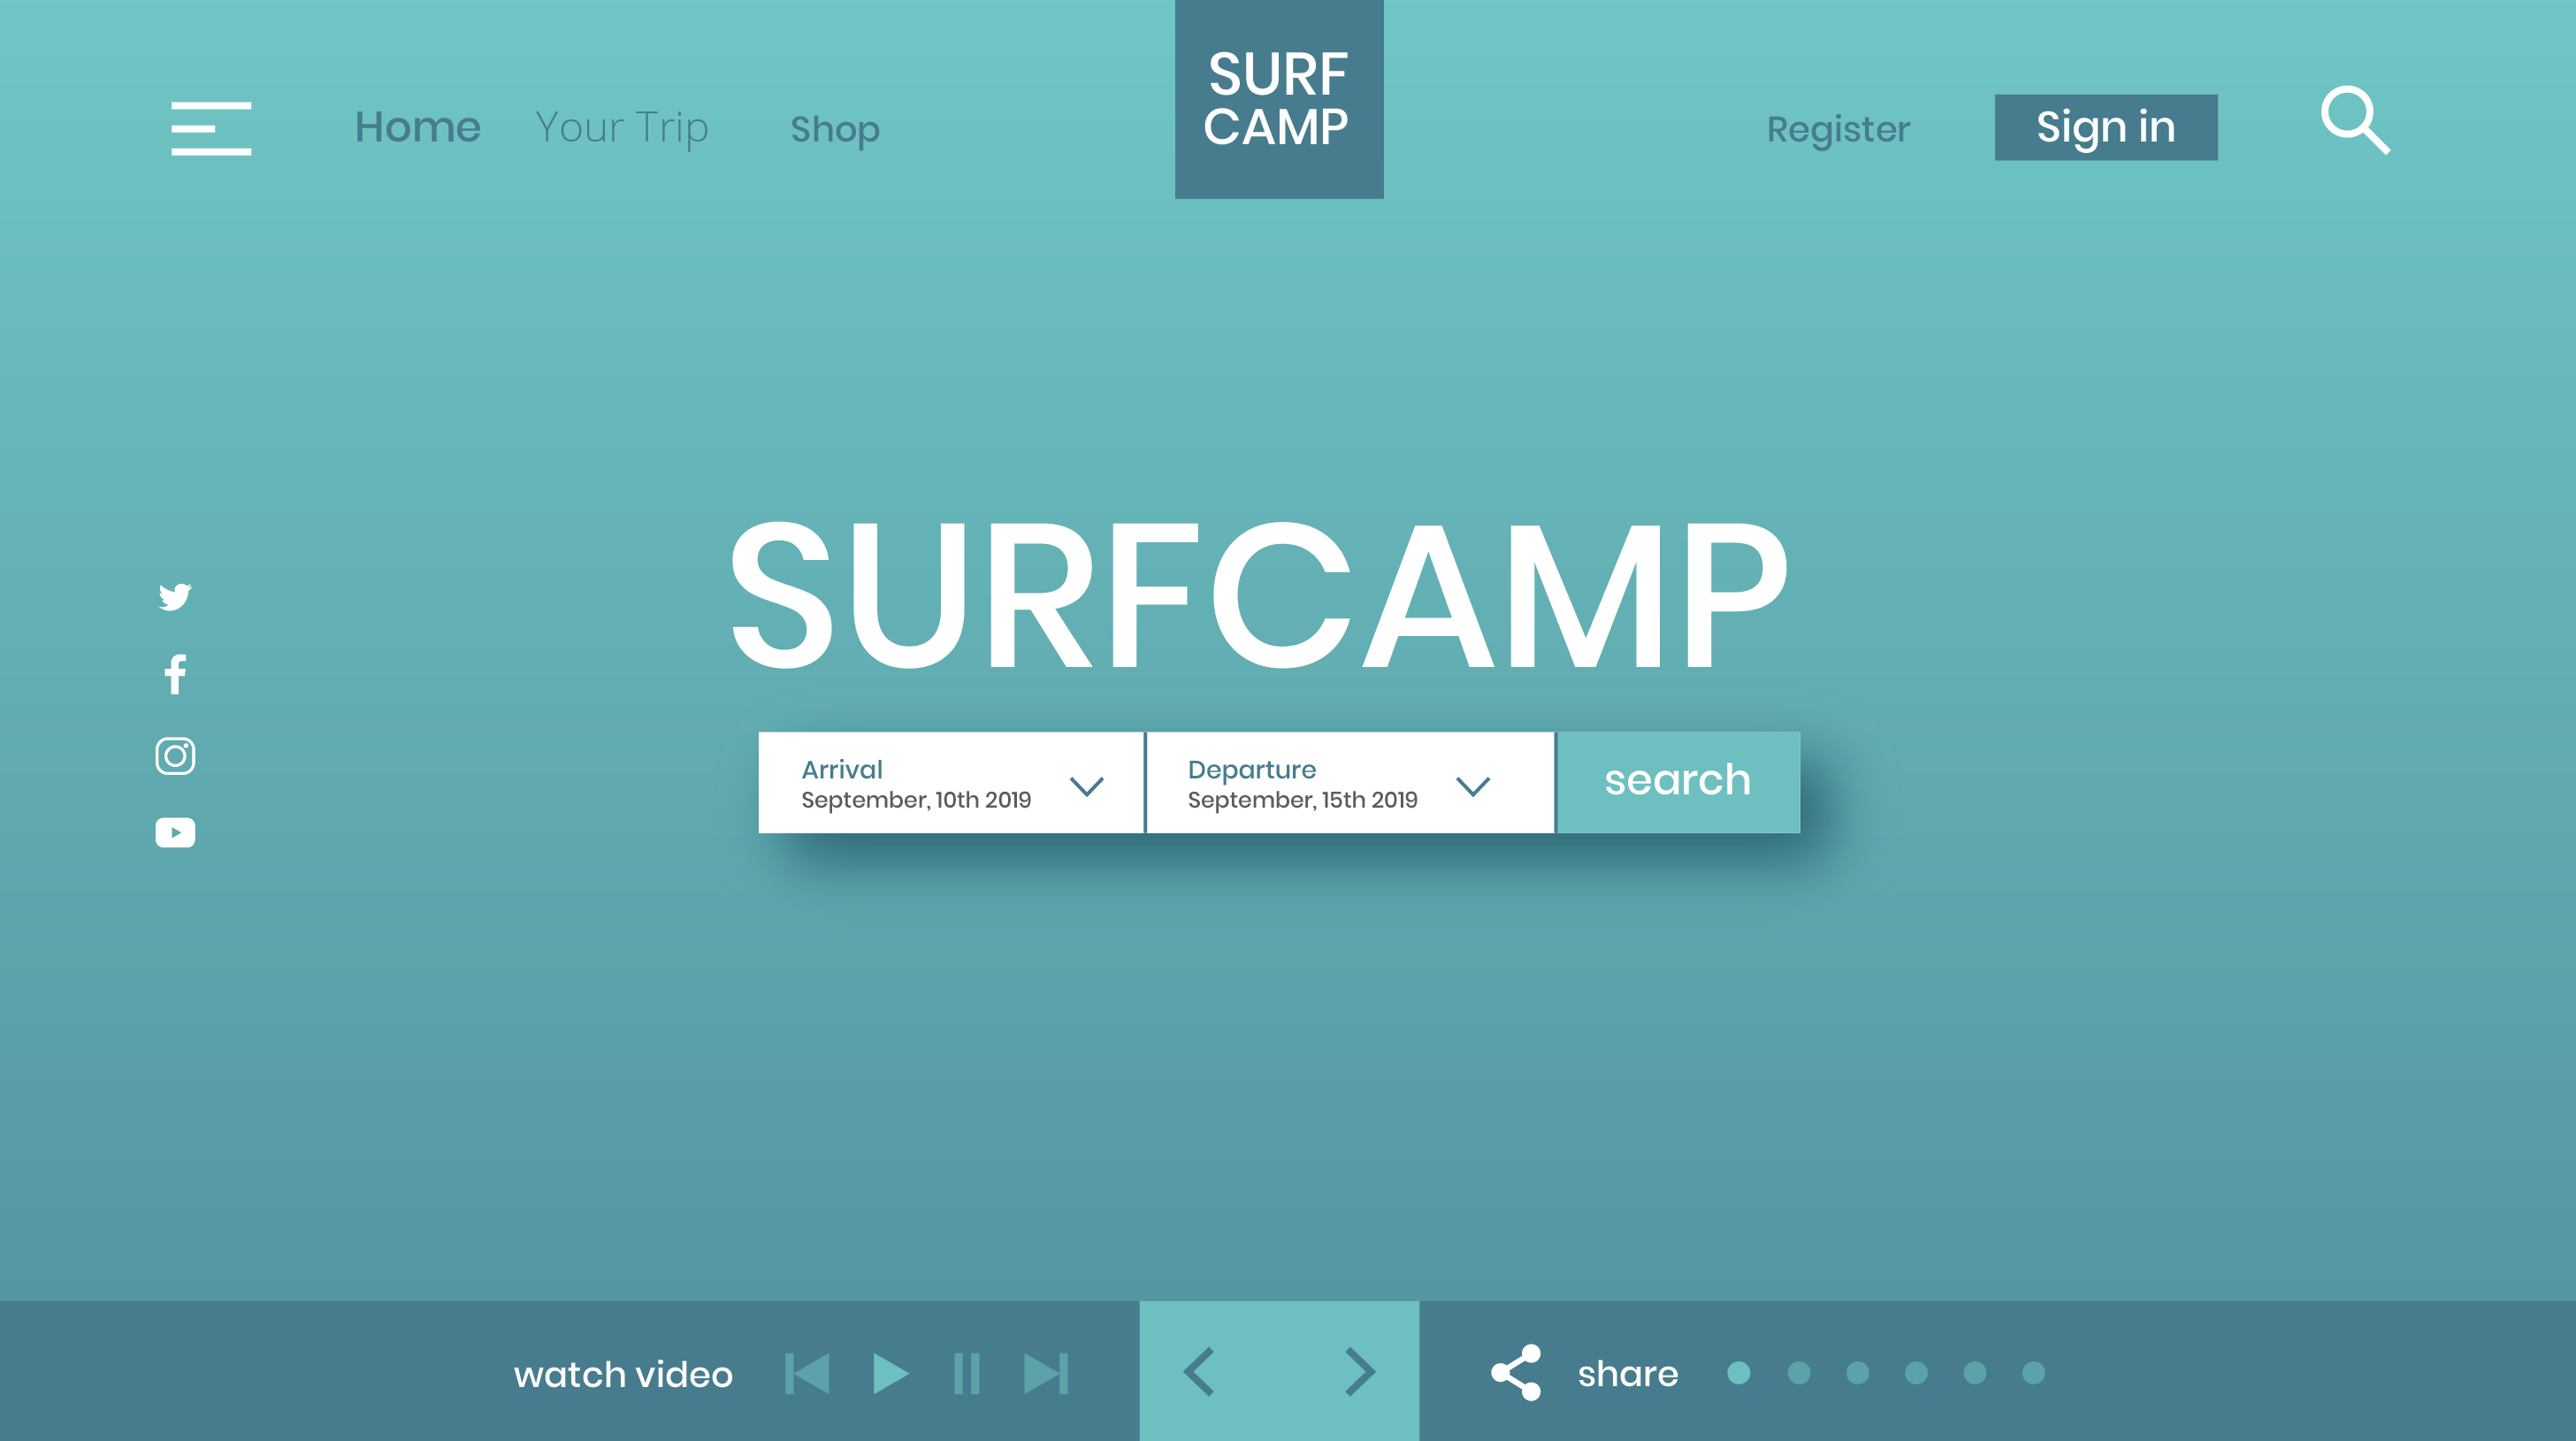 Home Your Trip Shop
SURF
CAMP
Register Sign in
SURFCAMP
Arrival
September, 10th 2019
Departure
September, 15th 2019
search
watch video
share